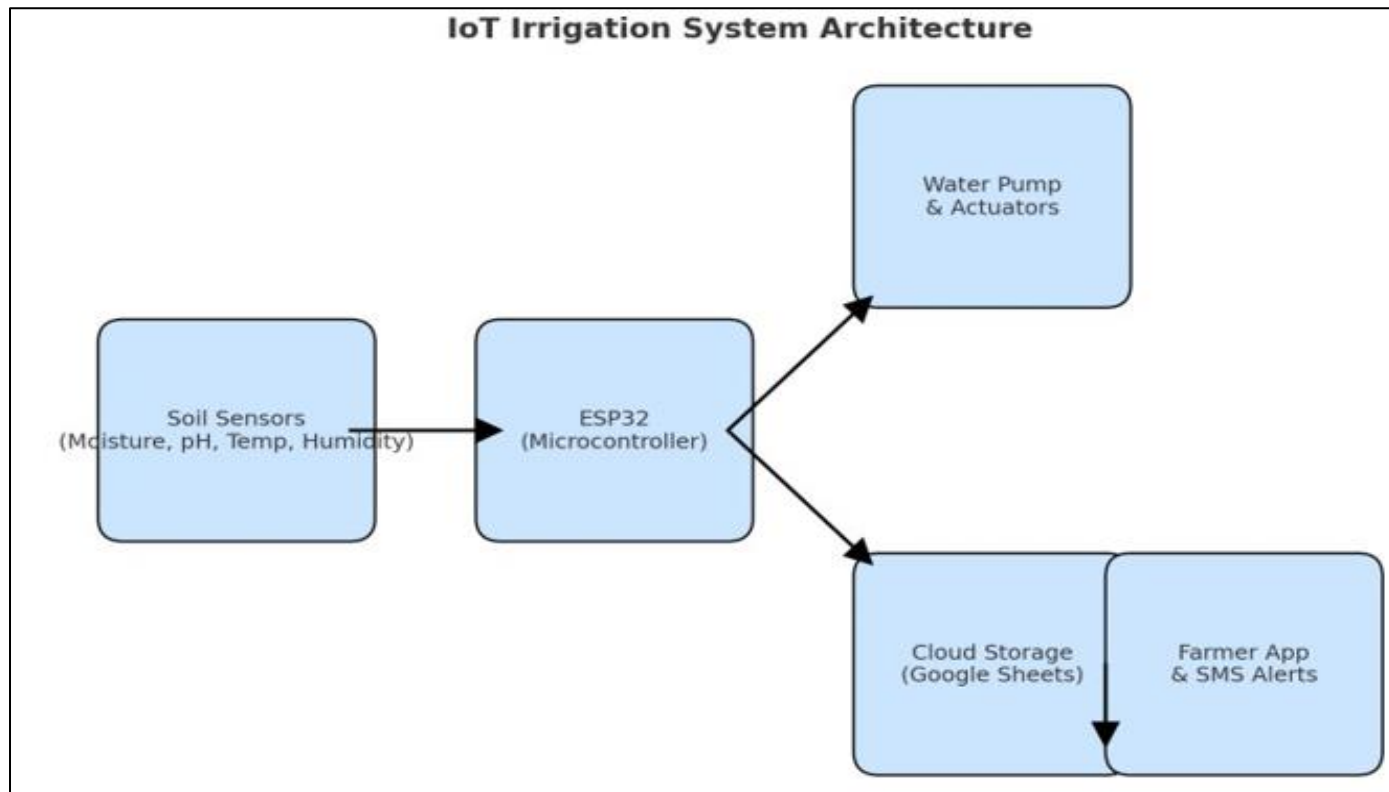 IoT Irrigation System Architecture
Water Pump
& Actuators
Soil Sensors
(Moisture, pH, Temp, Humidity)
ESP32
(Microcontroller)
Cloud Storage
(Google Sheets)
Farmer App
& SMS Alerts